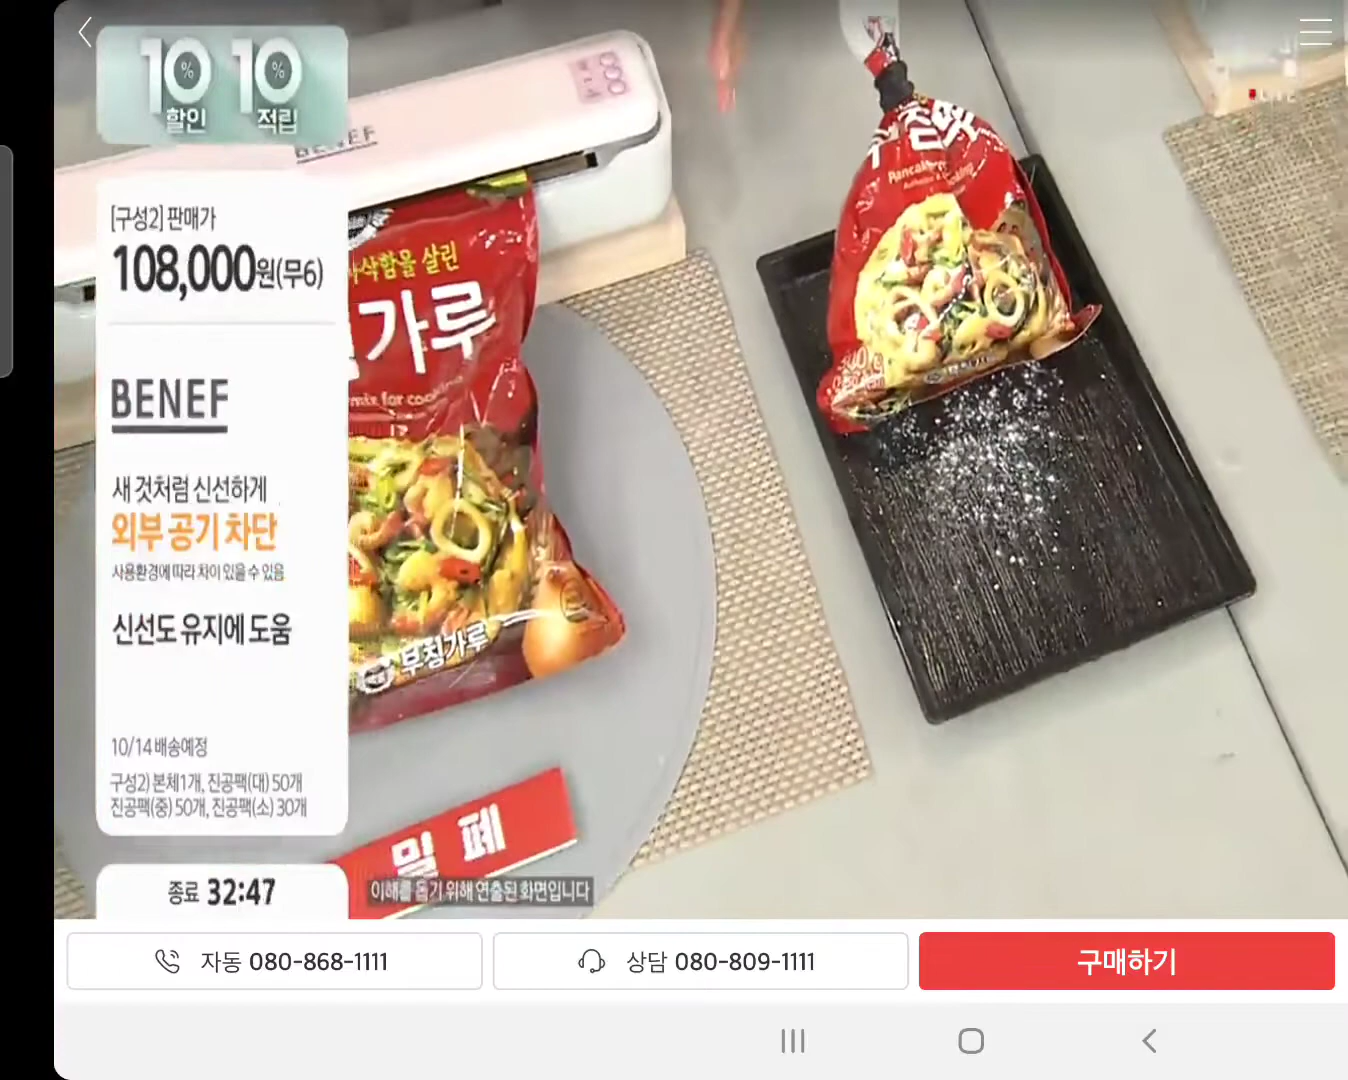 10% 10%
할인 적립
[구성2] 판매가
108,000원(무6)
BENEF
새 것처럼 신선하게
외부 공기 차단
사용환경에 따라 차이 있을 수 있음
신선도 유지에 도움
10/14 배송예정
구성2) 본체1개, 진공팩(대) 50개
진공팩(중) 50개, 진공팩(소) 30개
종료 32:47
BENEF
삭함을 살린
가루
mix for cooking
부침가루
밀 폐
이해를 돕기 위해 연출된 화면입니다
자동 080-868-1111
상담 080-809-1111
구매하기